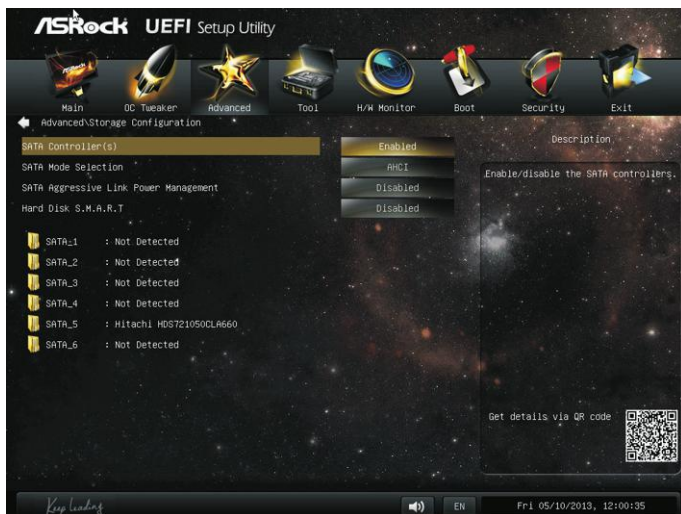 ASRock UEFI Setup Utility
Main OC Tweaker Advanced Tool H/W Monitor Boot Security Exit
Advanced\Storage Configuration
Description
SATA Controller(s) Enabled
SATA Mode Selection AHCI
Enable/disable the SATA controllers.
SATA Aggressive Link Power Management Disabled
Hard Disk S.M.A.R.T Disabled
SATA_1 : Not Detected
SATA_2 : Not Detected
SATA_3 : Not Detected
SATA_4 : Not Detected
SATA_5 : Hitachi HDS721050CLA660
SATA_6 : Not Detected
Get details via QR code
Keep Leading
EN
Fri 05/10/2013, 12:00:35